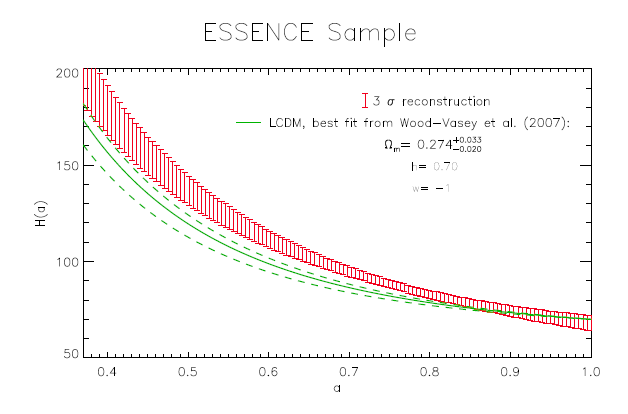 ESSENCE Sample
3 σ reconstruction
LCDM, best fit from Wood-Vasey et al. (2007):
Ωm= 0.274+0.033−0.020
h= 0.70
w= −1
200
150
100
50
H(a)
0.4 0.5 0.6 0.7 0.8 0.9 1.0
a